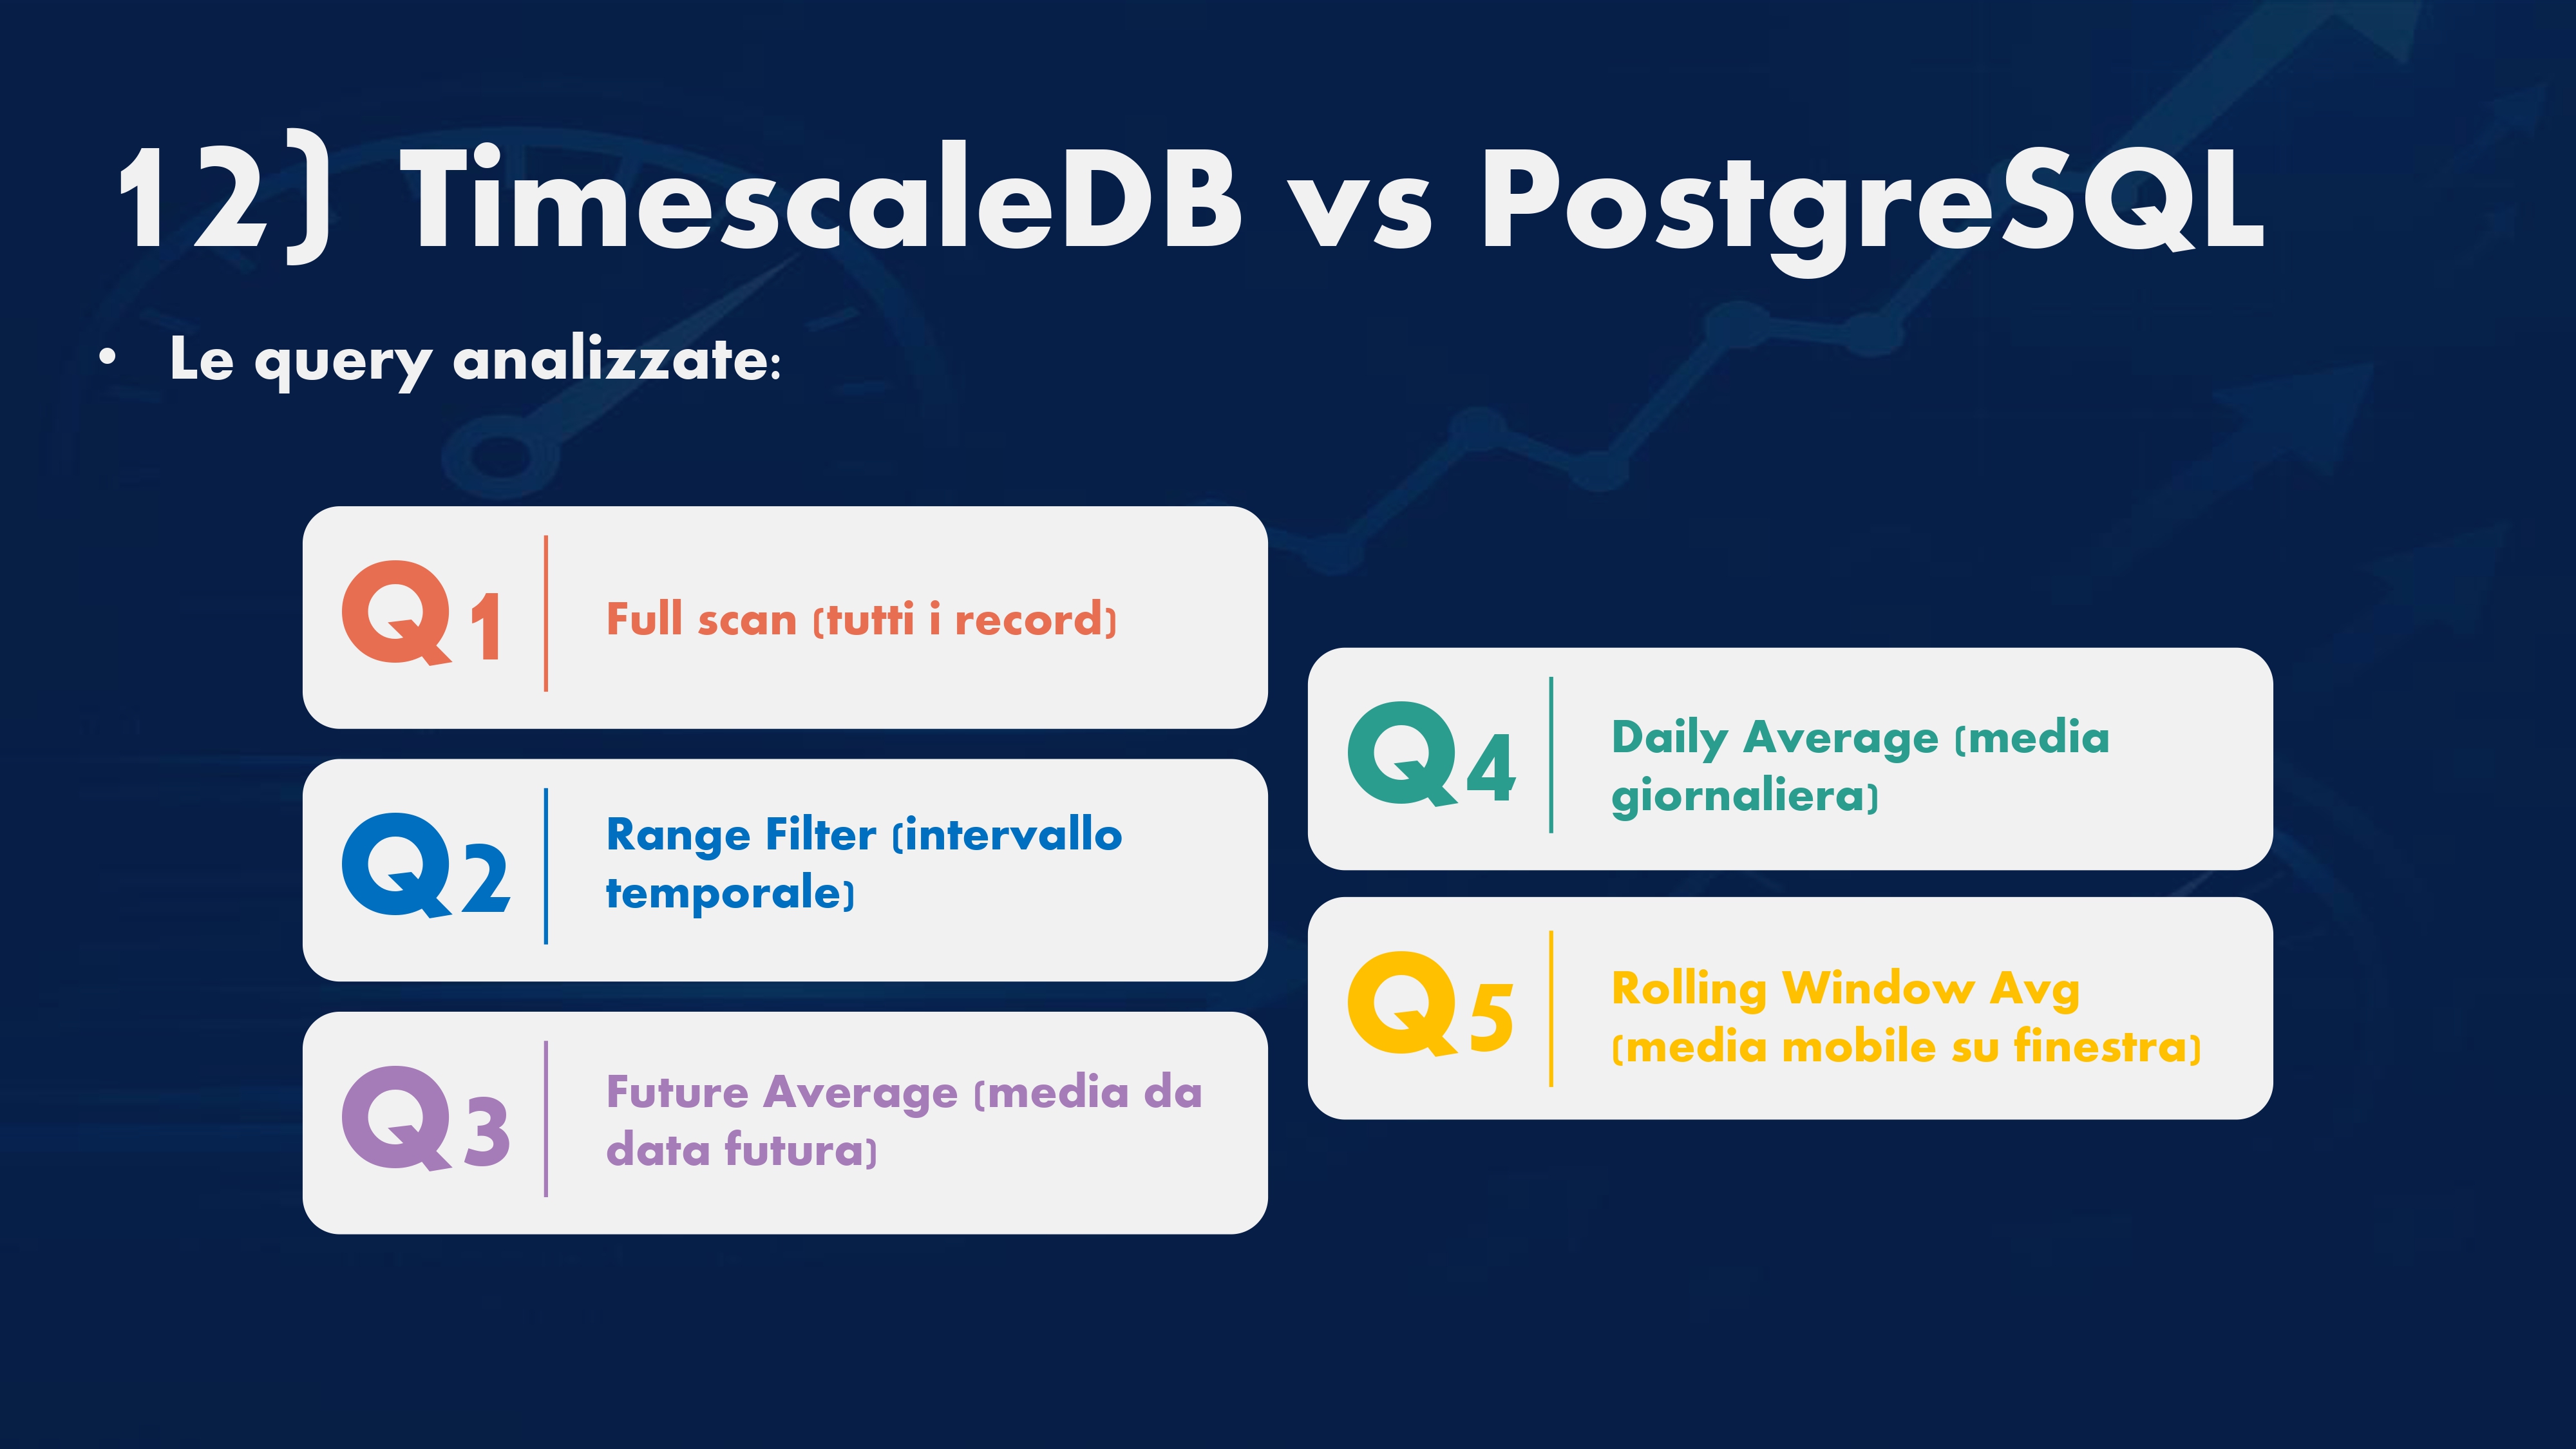 12) TimescaleDB vs PostgreSQL
• Le query analizzate:
Q1
Full scan (tutti i record)
Q2
Range Filter (intervallo
temporale)
Q3
Future Average (media da
data futura)
Q4
Daily Average (media
giornaliera)
Q5
Rolling Window Avg
(media mobile su finestra)